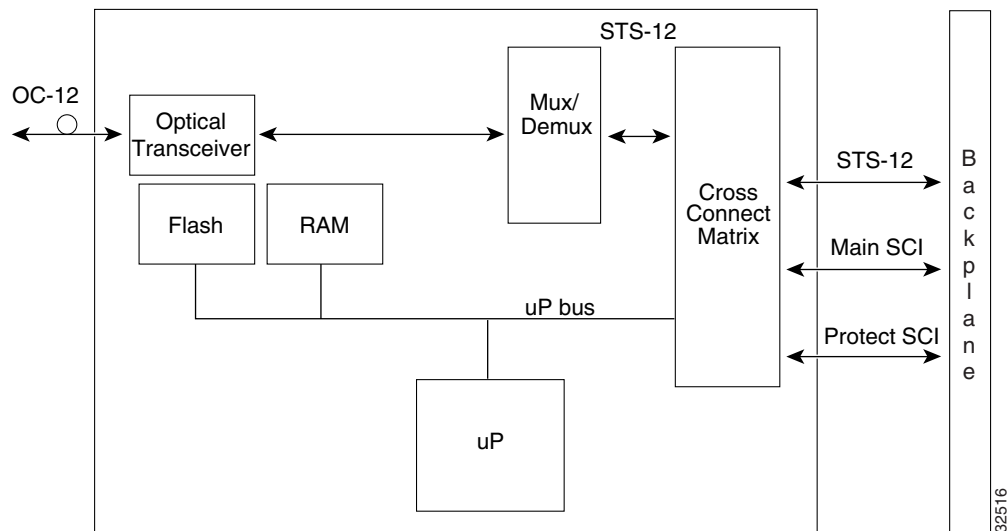 STS-12
OC-12
Optical
Transceiver
Mux/
Demux
Flash
RAM
Cross
Connect
Matrix
STS-12
Main SCI
Protect SCI
uP bus
uP
Backplane
32516